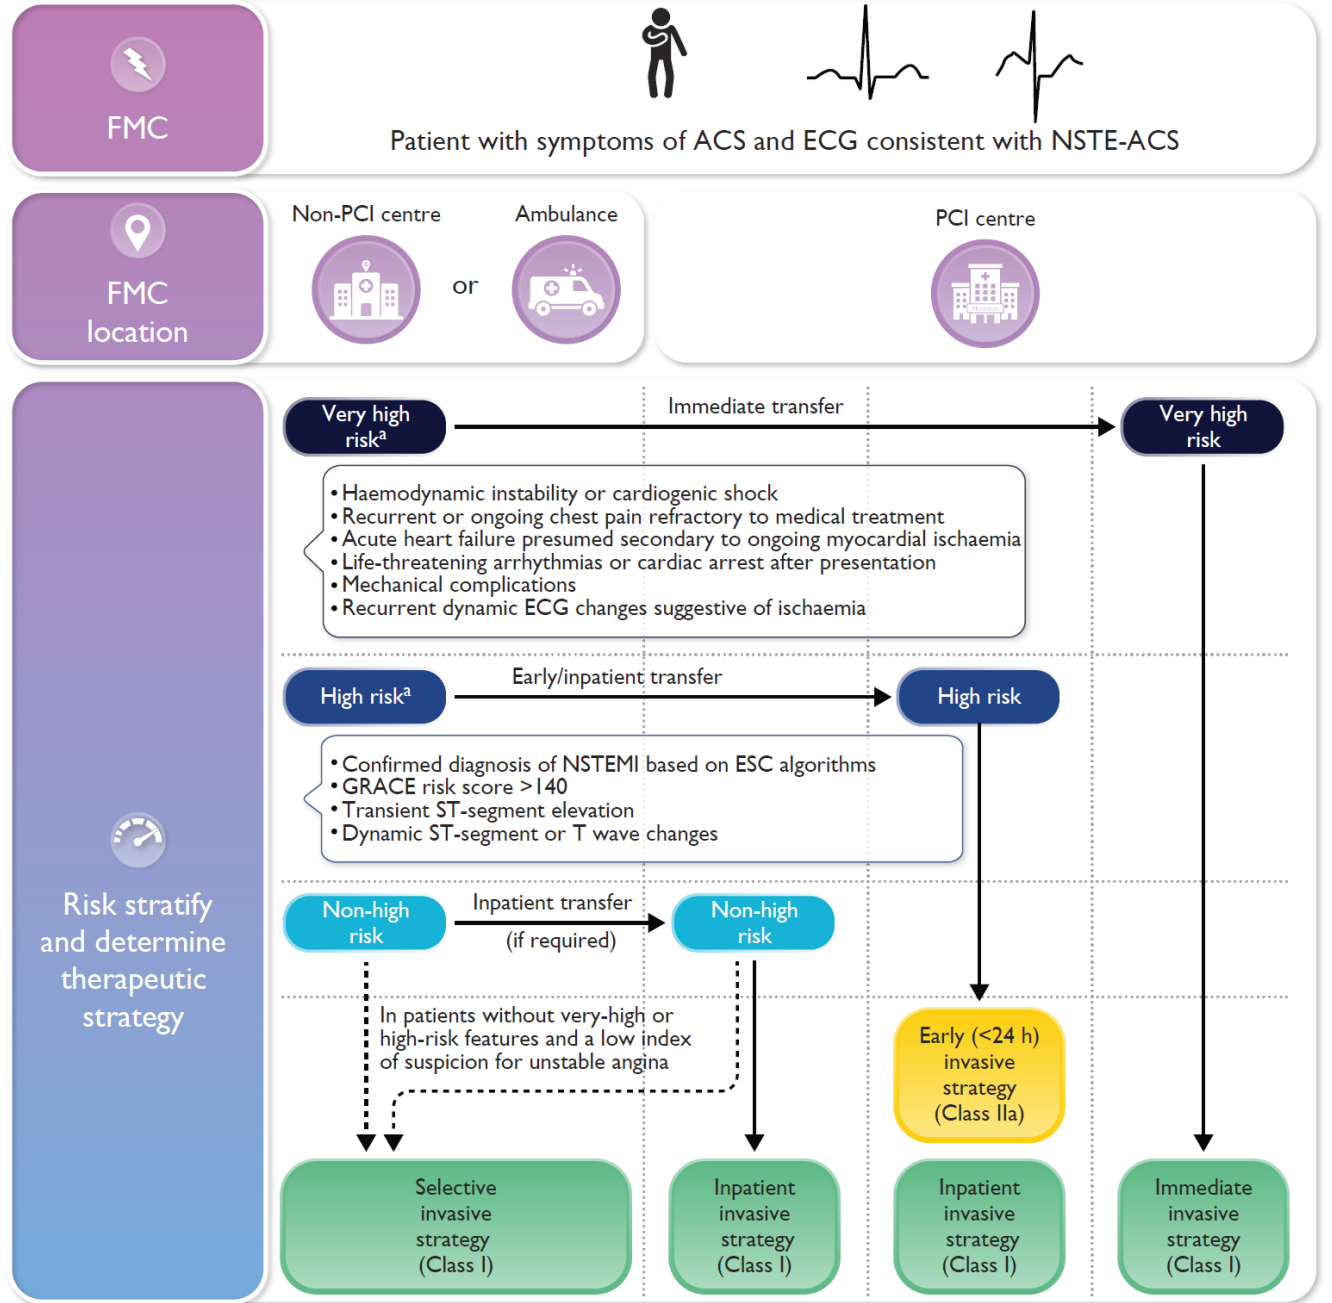 FMC
Patient with symptoms of ACS and ECG consistent with NSTE-ACS
FMC
location
Non-PCI centre
or
Ambulance
PCI centre
Hospital
Risk stratify
and determine
therapeutic
strategy
Very high
riskᵃ
Immediate transfer
Very high
risk
• Haemodynamic instability or cardiogenic shock
• Recurrent or ongoing chest pain refractory to medical treatment
• Acute heart failure presumed secondary to ongoing myocardial ischaemia
• Life-threatening arrhythmias or cardiac arrest after presentation
• Mechanical complications
• Recurrent dynamic ECG changes suggestive of ischaemia
High riskᵃ
Early/inpatient transfer
High risk
• Confirmed diagnosis of NSTEMI based on ESC algorithms
• GRACE risk score >140
• Transient ST-segment elevation
• Dynamic ST-segment or T wave changes
Non-high
risk
Inpatient transfer
(if required)
Non-high
risk
In patients without very-high or
high-risk features and a low index
of suspicion for unstable angina
Early (<24 h)
invasive
strategy
(Class IIa)
Selective
invasive
strategy
(Class I)
Inpatient
invasive
strategy
(Class I)
Inpatient
invasive
strategy
(Class I)
Immediate
invasive
strategy
(Class I)